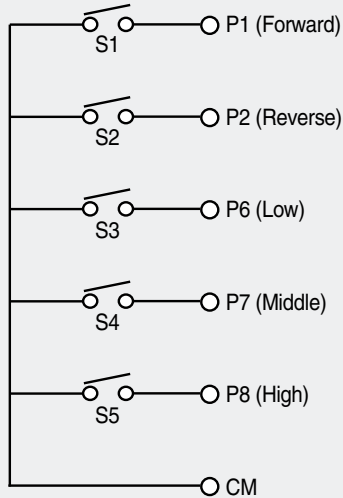 P1 (Forward)
S1
P2 (Reverse)
S2
P6 (Low)
S3
P7 (Middle)
S4
P8 (High)
S5
CM